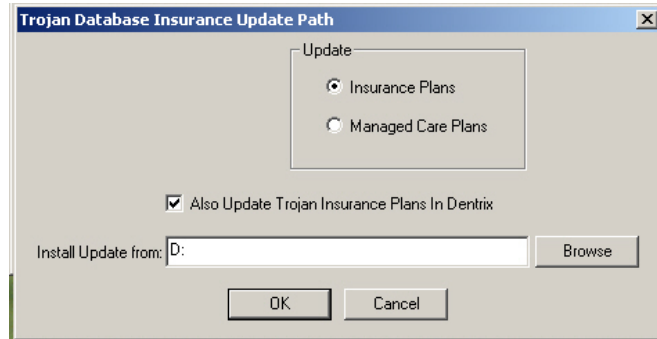 Trojan Database Insurance Update Path
Update
Insurance Plans
Managed Care Plans
Also Update Trojan Insurance Plans In Dentrix
Install Update from: D: Browse
OK Cancel